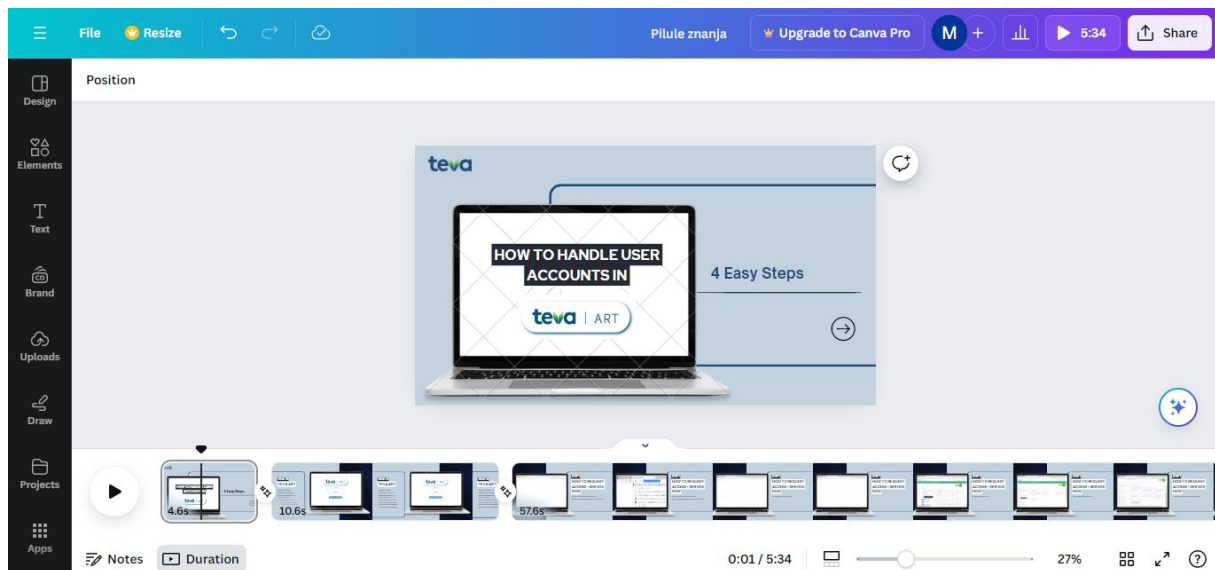 File
Resize
Pilule znanja
Upgrade to Canva Pro
M
+
5:34
Share
Design
Elements
Text
Brand
Uploads
Draw
Projects
Apps
Position
teva
HOW TO HANDLE USER
ACCOUNTS IN
teva | ART
4 Easy Steps
4.6s
10.6s
57.6s
Notes
Duration
0:01 / 5:34
27%